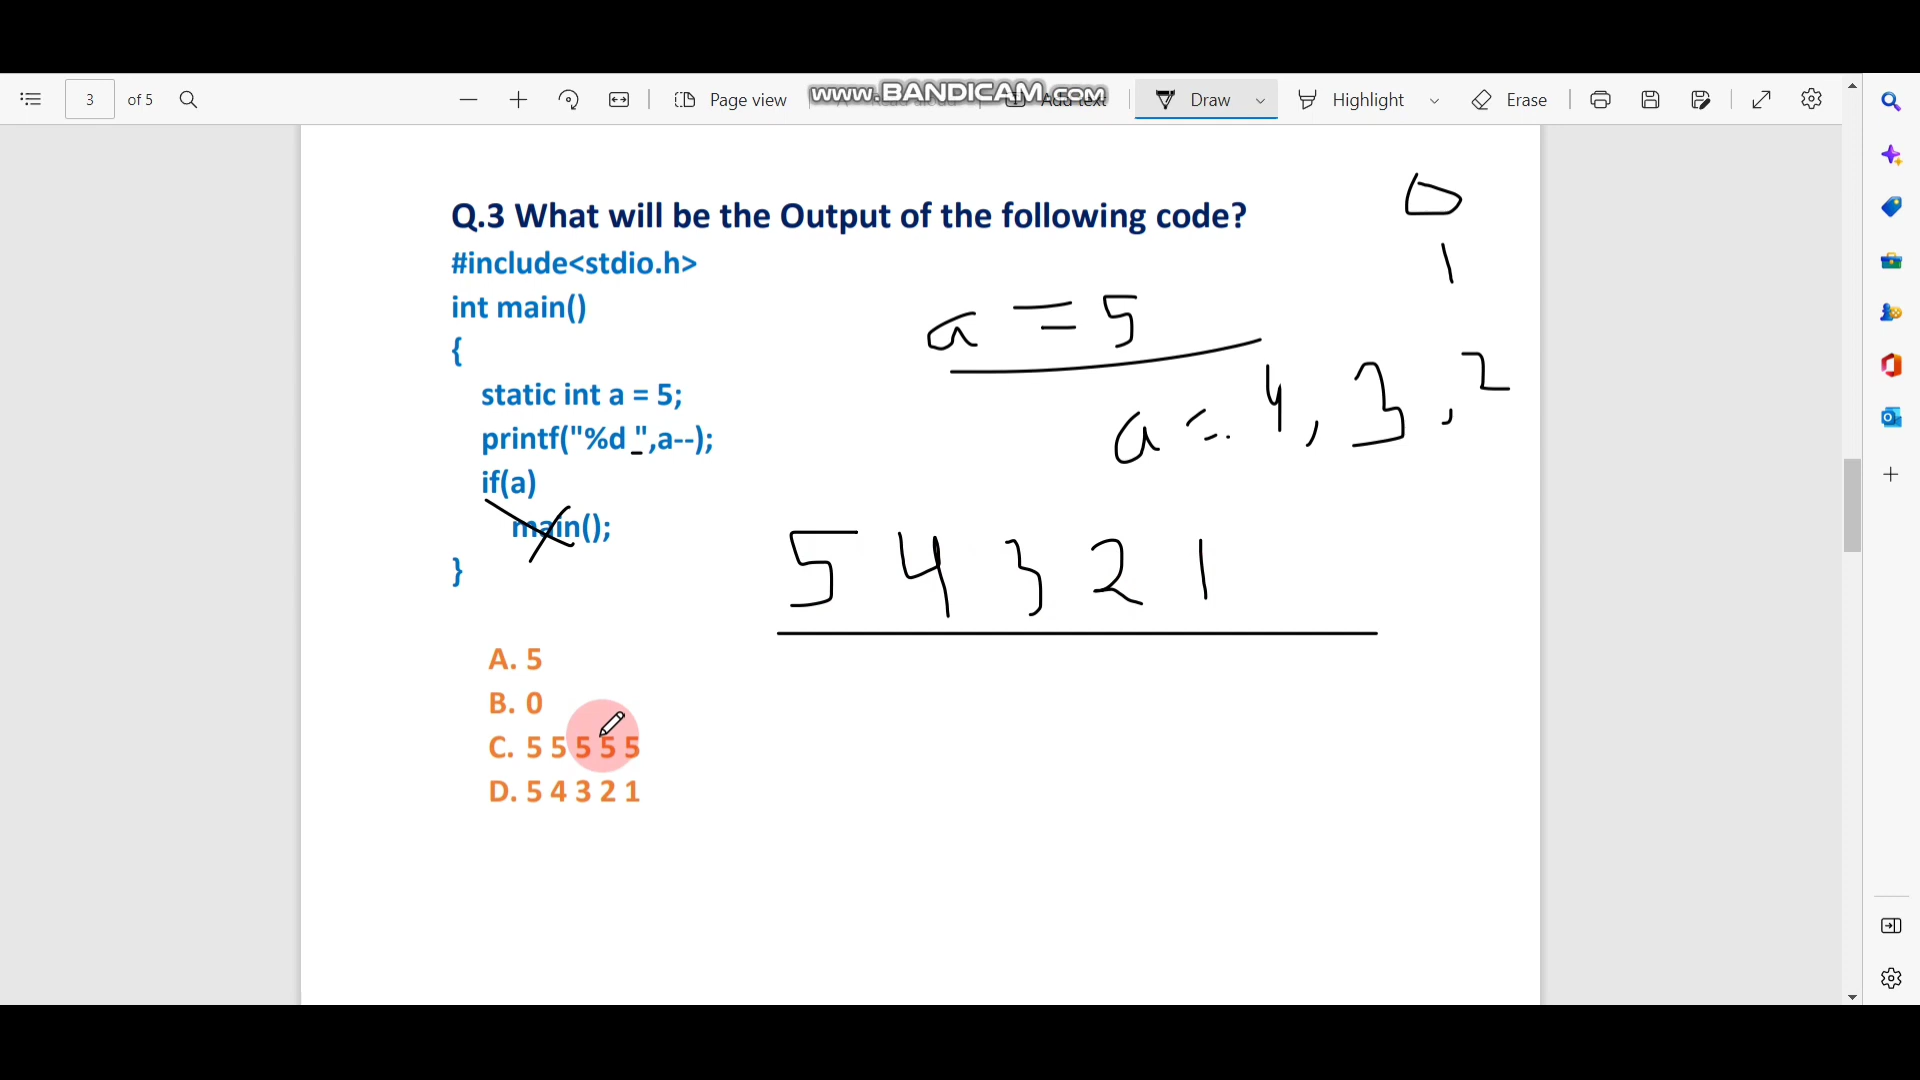 3 of 5 Page view www.BANDICAM.com Draw Highlight Erase
Q.3 What will be the Output of the following code?
0
#include<stdio.h>
1
int main()
a = 5
{
static int a = 5;
a = 4, 3, 2
printf("%d ",a--);
if(a)
main();
5 4 3 2 1
}
A. 5
B. 0
C. 5 5 5 5 5
D. 5 4 3 2 1